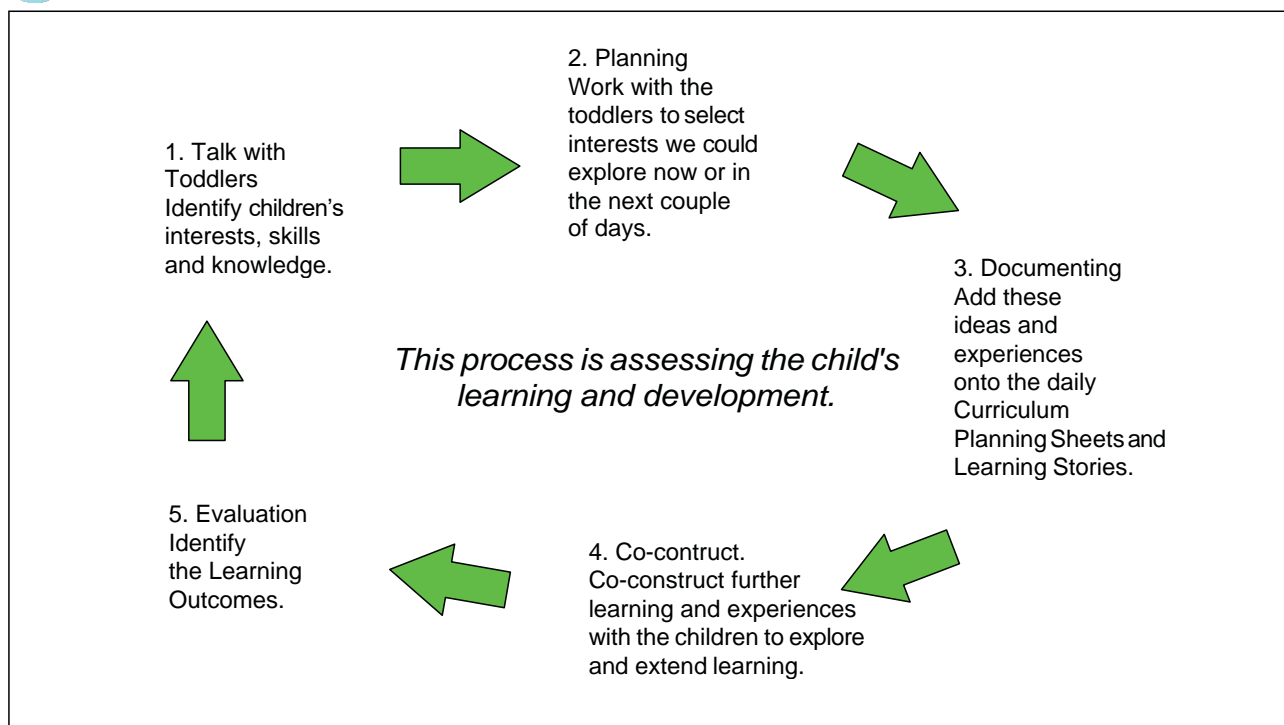 1. Talk with
Toddlers
Identify children’s
interests, skills
and knowledge.
2. Planning
Work with the
toddlers to select
interests we could
explore now or in
the next couple
of days.
3. Documenting
Add these
ideas and
experiences
onto the daily
Curriculum
Planning Sheets and
Learning Stories.
This process is assessing the child's
learning and development.
4. Co-contruct.
Co-construct further
learning and experiences
with the children to explore
and extend learning.
5. Evaluation
Identify
the Learning
Outcomes.